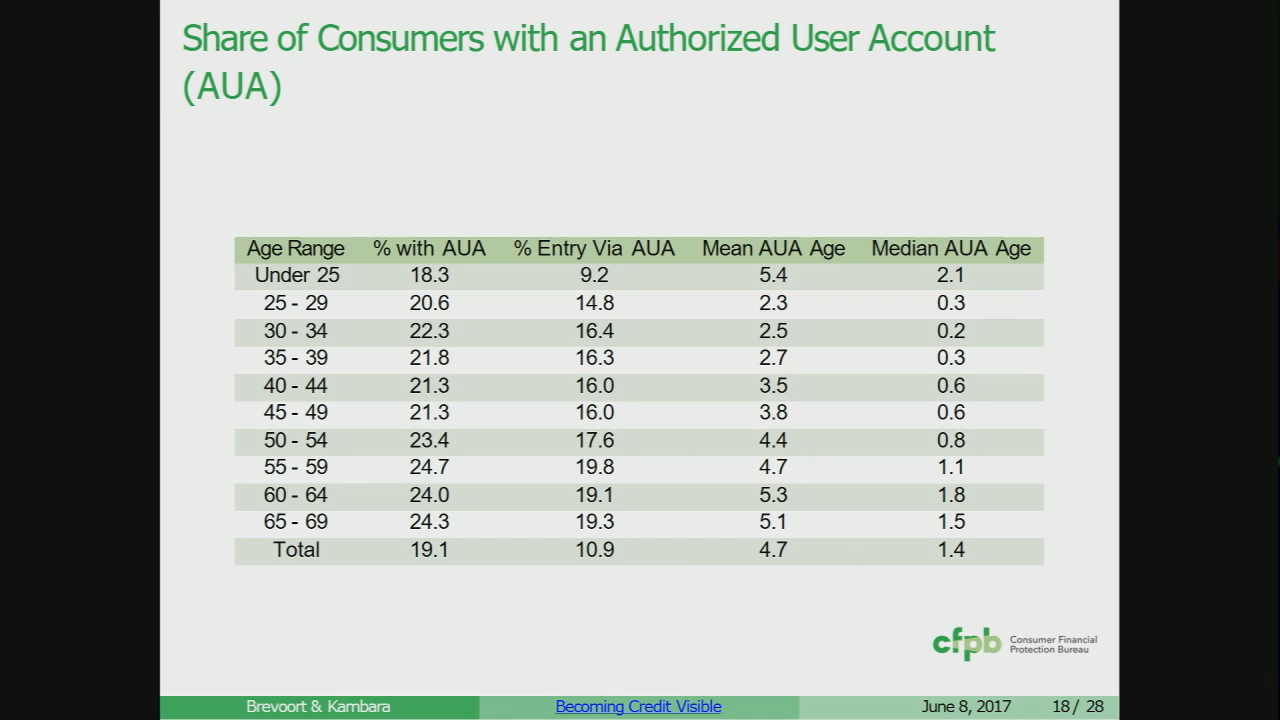 Share of Consumers with an Authorized User Account
(AUA)
Age Range % with AUA % Entry Via AUA Mean AUA Age Median AUA Age
Under 25 18.3 9.2 5.4 2.1
25 - 29 20.6 14.8 2.3 0.3
30 - 34 22.3 16.4 2.5 0.2
35 - 39 21.8 16.3 2.7 0.3
40 - 44 21.3 16.0 3.5 0.6
45 - 49 21.3 16.0 3.8 0.6
50 - 54 23.4 17.6 4.4 0.8
55 - 59 24.7 19.8 4.7 1.1
60 - 64 24.0 19.1 5.3 1.8
65 - 69 24.3 19.3 5.1 1.5
Total 19.1 10.9 4.7 1.4
cfpb Consumer Financial
Protection Bureau
Brevoort & Kambara Becoming Credit Visible June 8, 2017 18 / 28